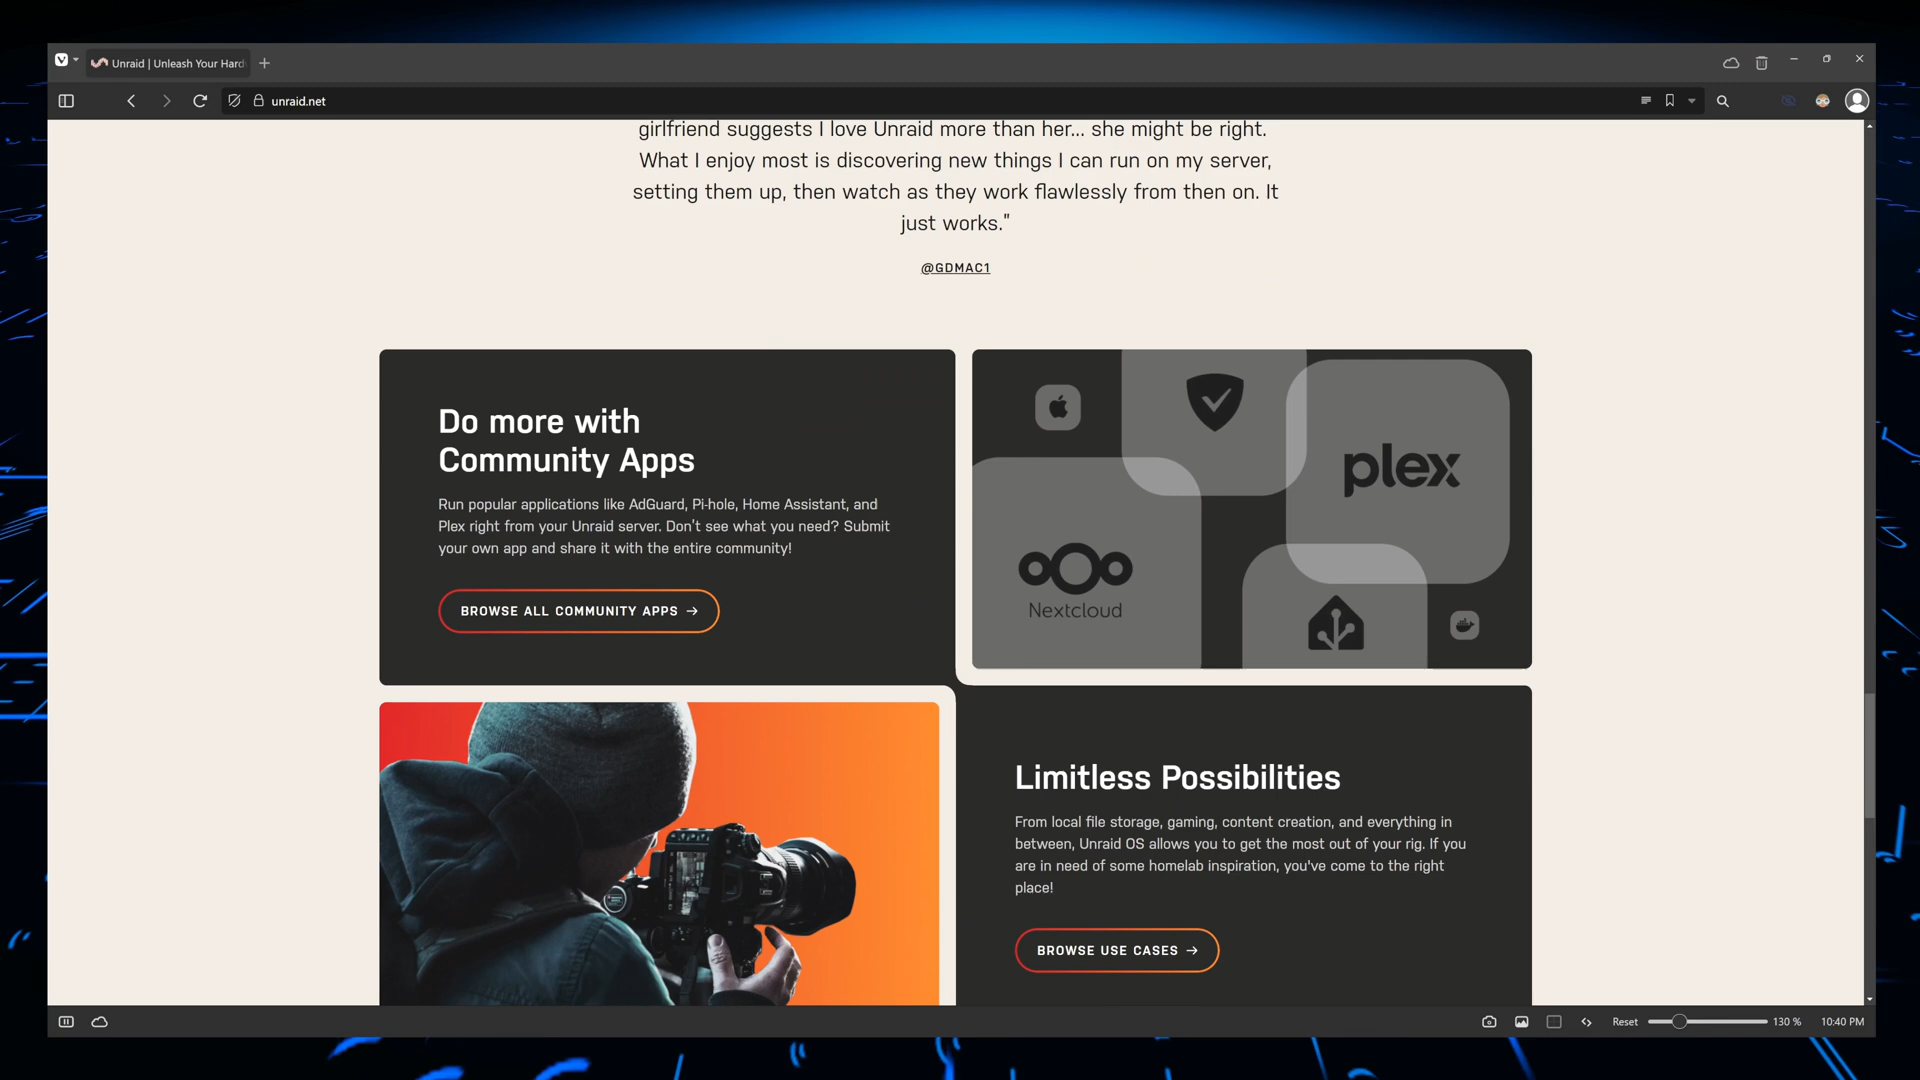 Unraid | Unleash Your Hard
unraid.net
girlfriend suggests I love Unraid more than her... she might be right.
What I enjoy most is discovering new things I can run on my server,
setting them up, then watch as they work flawlessly from then on. It
just works."
@GDMAC1
Do more with
Community Apps
Run popular applications like AdGuard, Pi-hole, Home Assistant, and
Plex right from your Unraid server. Don't see what you need? Submit
your own app and share it with the entire community!
BROWSE ALL COMMUNITY APPS →
plex
Nextcloud
Limitless Possibilities
From local file storage, gaming, content creation, and everything in
between, Unraid OS allows you to get the most out of your rig. If you
are in need of some homelab inspiration, you've come to the right
place!
BROWSE USE CASES →
Reset
130 %
10:40 PM